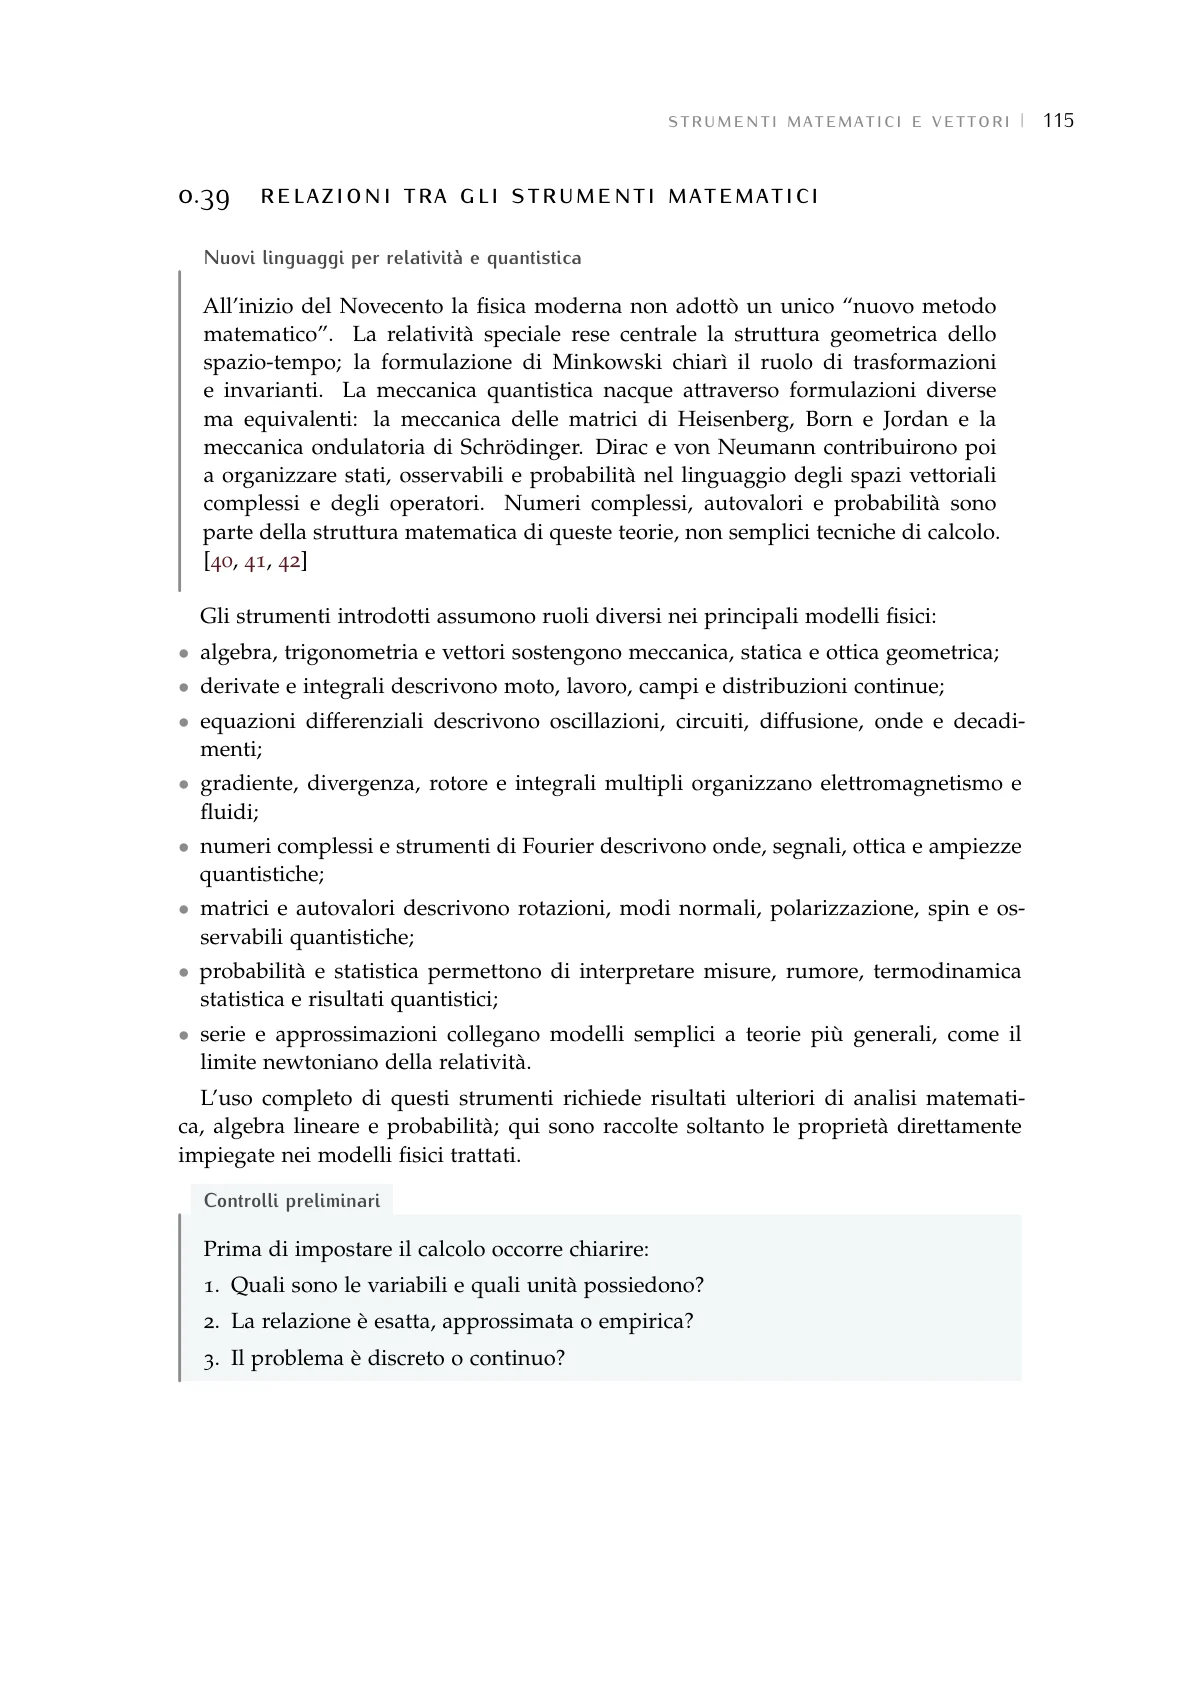 STRUMENTI MATEMATICI E VETTORI | 115
0.39 RELAZIONI TRA GLI STRUMENTI MATEMATICI
Nuovi linguaggi per relatività e quantistica
All'inizio del Novecento la fisica moderna non adottò un unico “nuovo metodo
matematico”. La relatività speciale rese centrale la struttura geometrica dello
spazio-tempo; la formulazione di Minkowski chiarì il ruolo di trasformazioni
e invarianti. La meccanica quantistica nacque attraverso formulazioni diverse
ma equivalenti: la meccanica delle matrici di Heisenberg, Born e Jordan e la
meccanica ondulatoria di Schrödinger. Dirac e von Neumann contribuirono poi
a organizzare stati, osservabili e probabilità nel linguaggio degli spazi vettoriali
complessi e degli operatori. Numeri complessi, autovalori e probabilità sono
parte della struttura matematica di queste teorie, non semplici tecniche di calcolo.
[40, 41, 42]
Gli strumenti introdotti assumono ruoli diversi nei principali modelli fisici:
• algebra, trigonometria e vettori sostengono meccanica, statica e ottica geometrica;
• derivate e integrali descrivono moto, lavoro, campi e distribuzioni continue;
• equazioni differenziali descrivono oscillazioni, circuiti, diffusione, onde e decadi-
menti;
• gradiente, divergenza, rotore e integrali multipli organizzano elettromagnetismo e
fluidi;
• numeri complessi e strumenti di Fourier descrivono onde, segnali, ottica e ampiezze
quantistiche;
• matrici e autovalori descrivono rotazioni, modi normali, polarizzazione, spin e os-
servabili quantistiche;
• probabilità e statistica permettono di interpretare misure, rumore, termodinamica
statistica e risultati quantistici;
• serie e approssimazioni collegano modelli semplici a teorie più generali, come il
limite newtoniano della relatività.
L'uso completo di questi strumenti richiede risultati ulteriori di analisi matemati-
ca, algebra lineare e probabilità; qui sono raccolte soltanto le proprietà direttamente
impiegate nei modelli fisici trattati.
Controlli preliminari
Prima di impostare il calcolo occorre chiarire:
1. Quali sono le variabili e quali unità possiedono?
2. La relazione è esatta, approssimata o empirica?
3. Il problema è discreto o continuo?